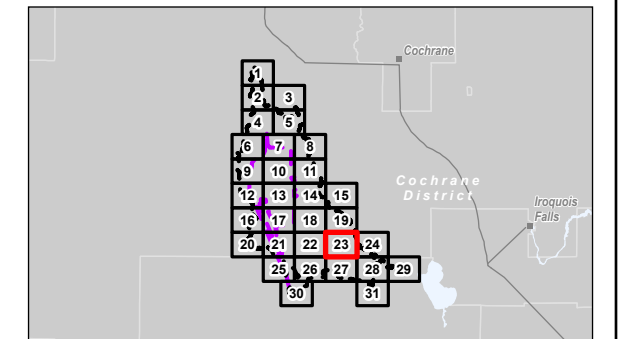 Cochrane
1
2 3
4 5
6 7 8
9 10 11
Cochrane
District
12 13 14 15
Iroquois
Falls
16 17 18 19
20 21 22 23 24
25 26 27 28 29
30 31